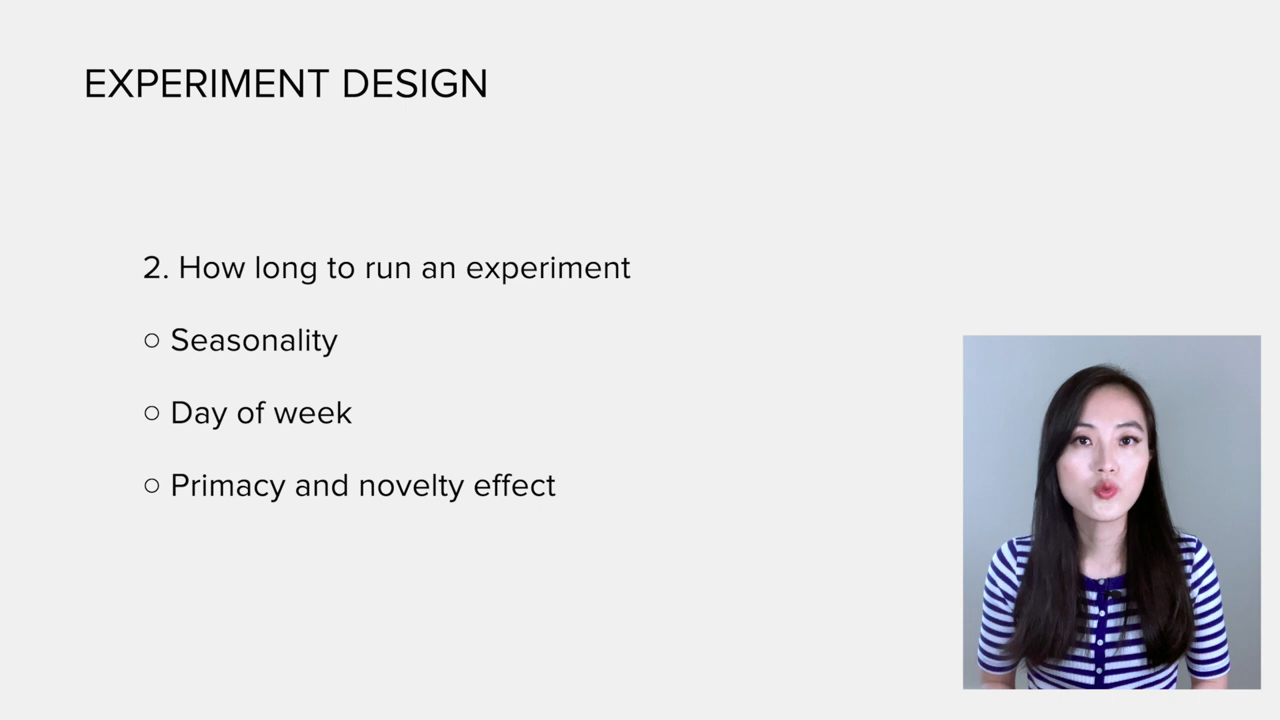 EXPERIMENT DESIGN
2. How long to run an experiment
○ Seasonality
○ Day of week
○ Primacy and novelty effect